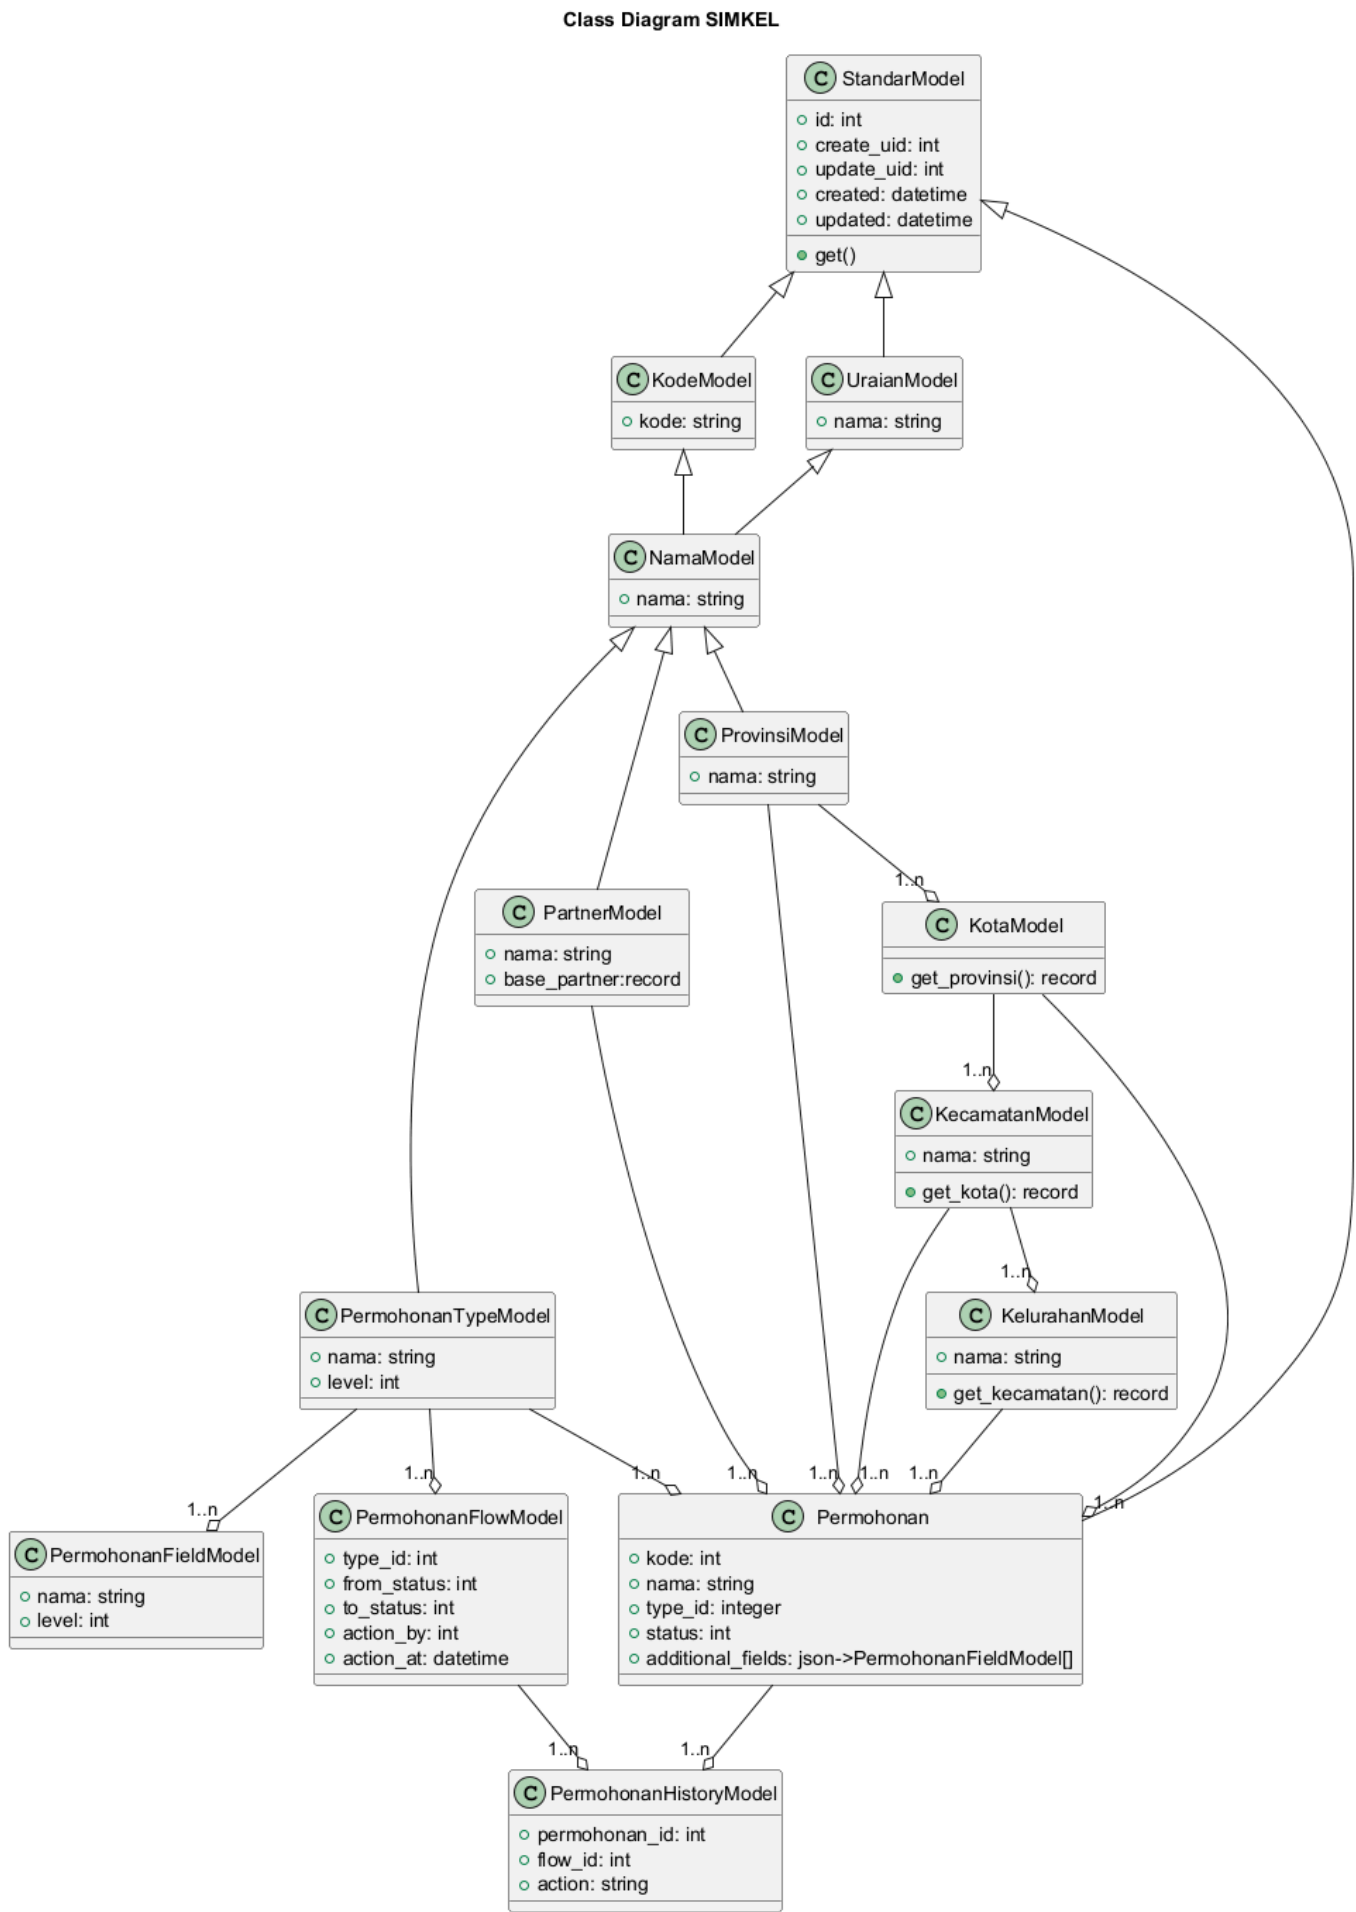 Class Diagram SIMKEL
C StandarModel
id: int
create_uid: int
update_uid: int
created: datetime
updated: datetime
get()
C KodeModel
kode: string
C UraianModel
nama: string
C NamaModel
nama: string
C ProvinsiModel
nama: string
C PartnerModel
nama: string
base_partner:record
1..n
C KotaModel
get_provinsi(): record
1..n
C KecamatanModel
nama: string
get_kota(): record
1..n
C PermohonanTypeModel
nama: string
level: int
C KelurahanModel
nama: string
get_kecamatan(): record
1..n
1..n
1..n
1..n
1..n
1..n
1..n
1..n
C PermohonanFieldModel
nama: string
level: int
C PermohonanFlowModel
type_id: int
from_status: int
to_status: int
action_by: int
action_at: datetime
C Permohonan
kode: int
nama: string
type_id: integer
status: int
additional_fields: json->PermohonanFieldModel[]
1..n
1..n
C PermohonanHistoryModel
permohonan_id: int
flow_id: int
action: string